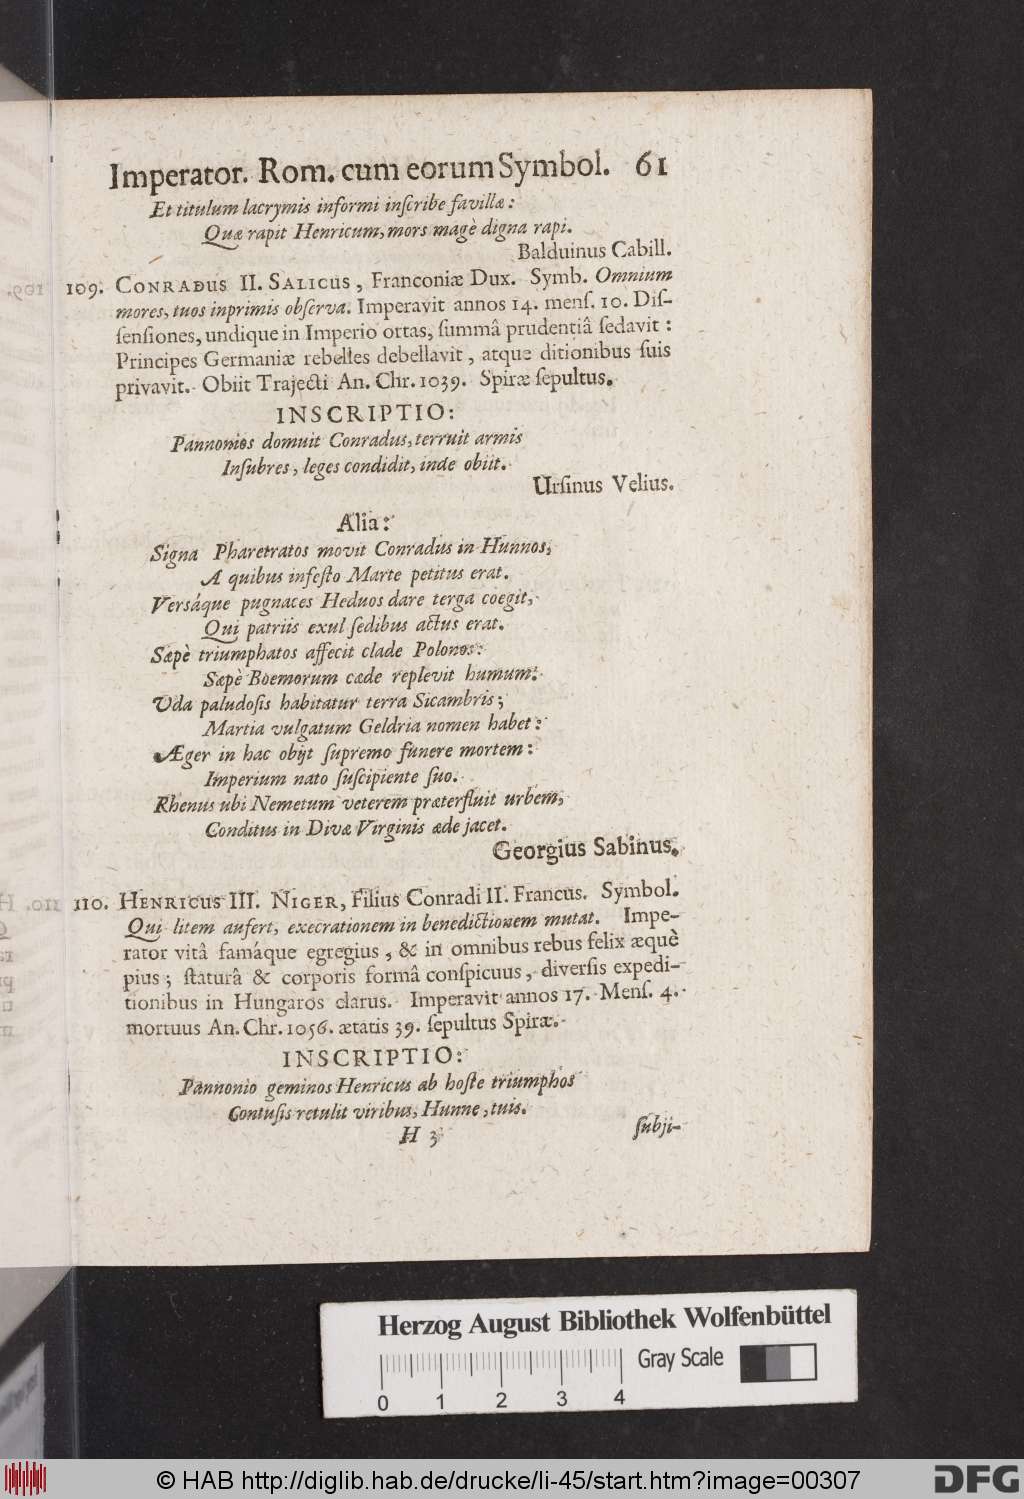 Imperator. Rom. cum eorum Symbol. 61
Et titulum lacrymis informi inſcribe favillæ:
Quæ rapit Henricum, mors magè digna rapi.
Balduinus Cabill.
109. CONRADUS II. SALICUS, Franconiæ Dux. Symb. Omnium
mores, tuos inprimis obſerva. Imperavit annos 14. menſ. 10. Diſ-
ſenſiones, undique in Imperio ortas, ſummâ prudentiâ ſedavit:
Principes Germaniæ rebelles debellavit, atque ditionibus ſuis
privavit. Obiit Trajecti An. Chr. 1039. Spiræ ſepultus.
INSCRIPTIO:
Pannonios domuit Conradus, terruit armis
Inſubres, leges condidit, inde obiit.
Urſinus Velius.
Alia:
Signa Pharetratos movit Conradus in Hunnos,
A quibus infeſto Marte petitus erat.
Versáque pugnaces Heduos dare terga coegit,
Qui patriis exul ſedibus actus erat.
Sæpè triumphatos affecit clade Polonos:
Sæpè Boemorum cæde replevit humum.
Uda paludoſis habitatur terra Sicambris;
Martia vulgatum Geldria nomen habet:
Æger in hac obijt ſupremo funere mortem:
Imperium nato ſuſcipiente ſuo.
Rhenus ubi Nemetum veterem præterfluit urbem,
Conditus in Divæ Virginis æde jacet.
Georgius Sabinus.
110. HENRICUS III. NIGER, Filius Conradi II. Francus. Symbol.
Qui litem aufert, execrationem in benedictionem mutat. Impe-
rator vitâ famáque egregius, & in omnibus rebus felix æquè
pius; ſtaturâ & corporis formâ conſpicuus, diverſis expedi-
tionibus in Hungaros clarus. Imperavit annos 17. Menſ. 4.
mortuus An. Chr. 1056. ætatis 39. ſepultus Spiræ.
INSCRIPTIO:
Pannonio geminos Henricus ab hoſte triumphos
Contuſis retulit viribus, Hunne, tuis.
H 3 ſubji-
Herzog August Bibliothek Wolfenbüttel
Gray Scale
0 1 2 3 4
© HAB http://diglib.hab.de/drucke/li-45/start.htm?image=00307
DFG